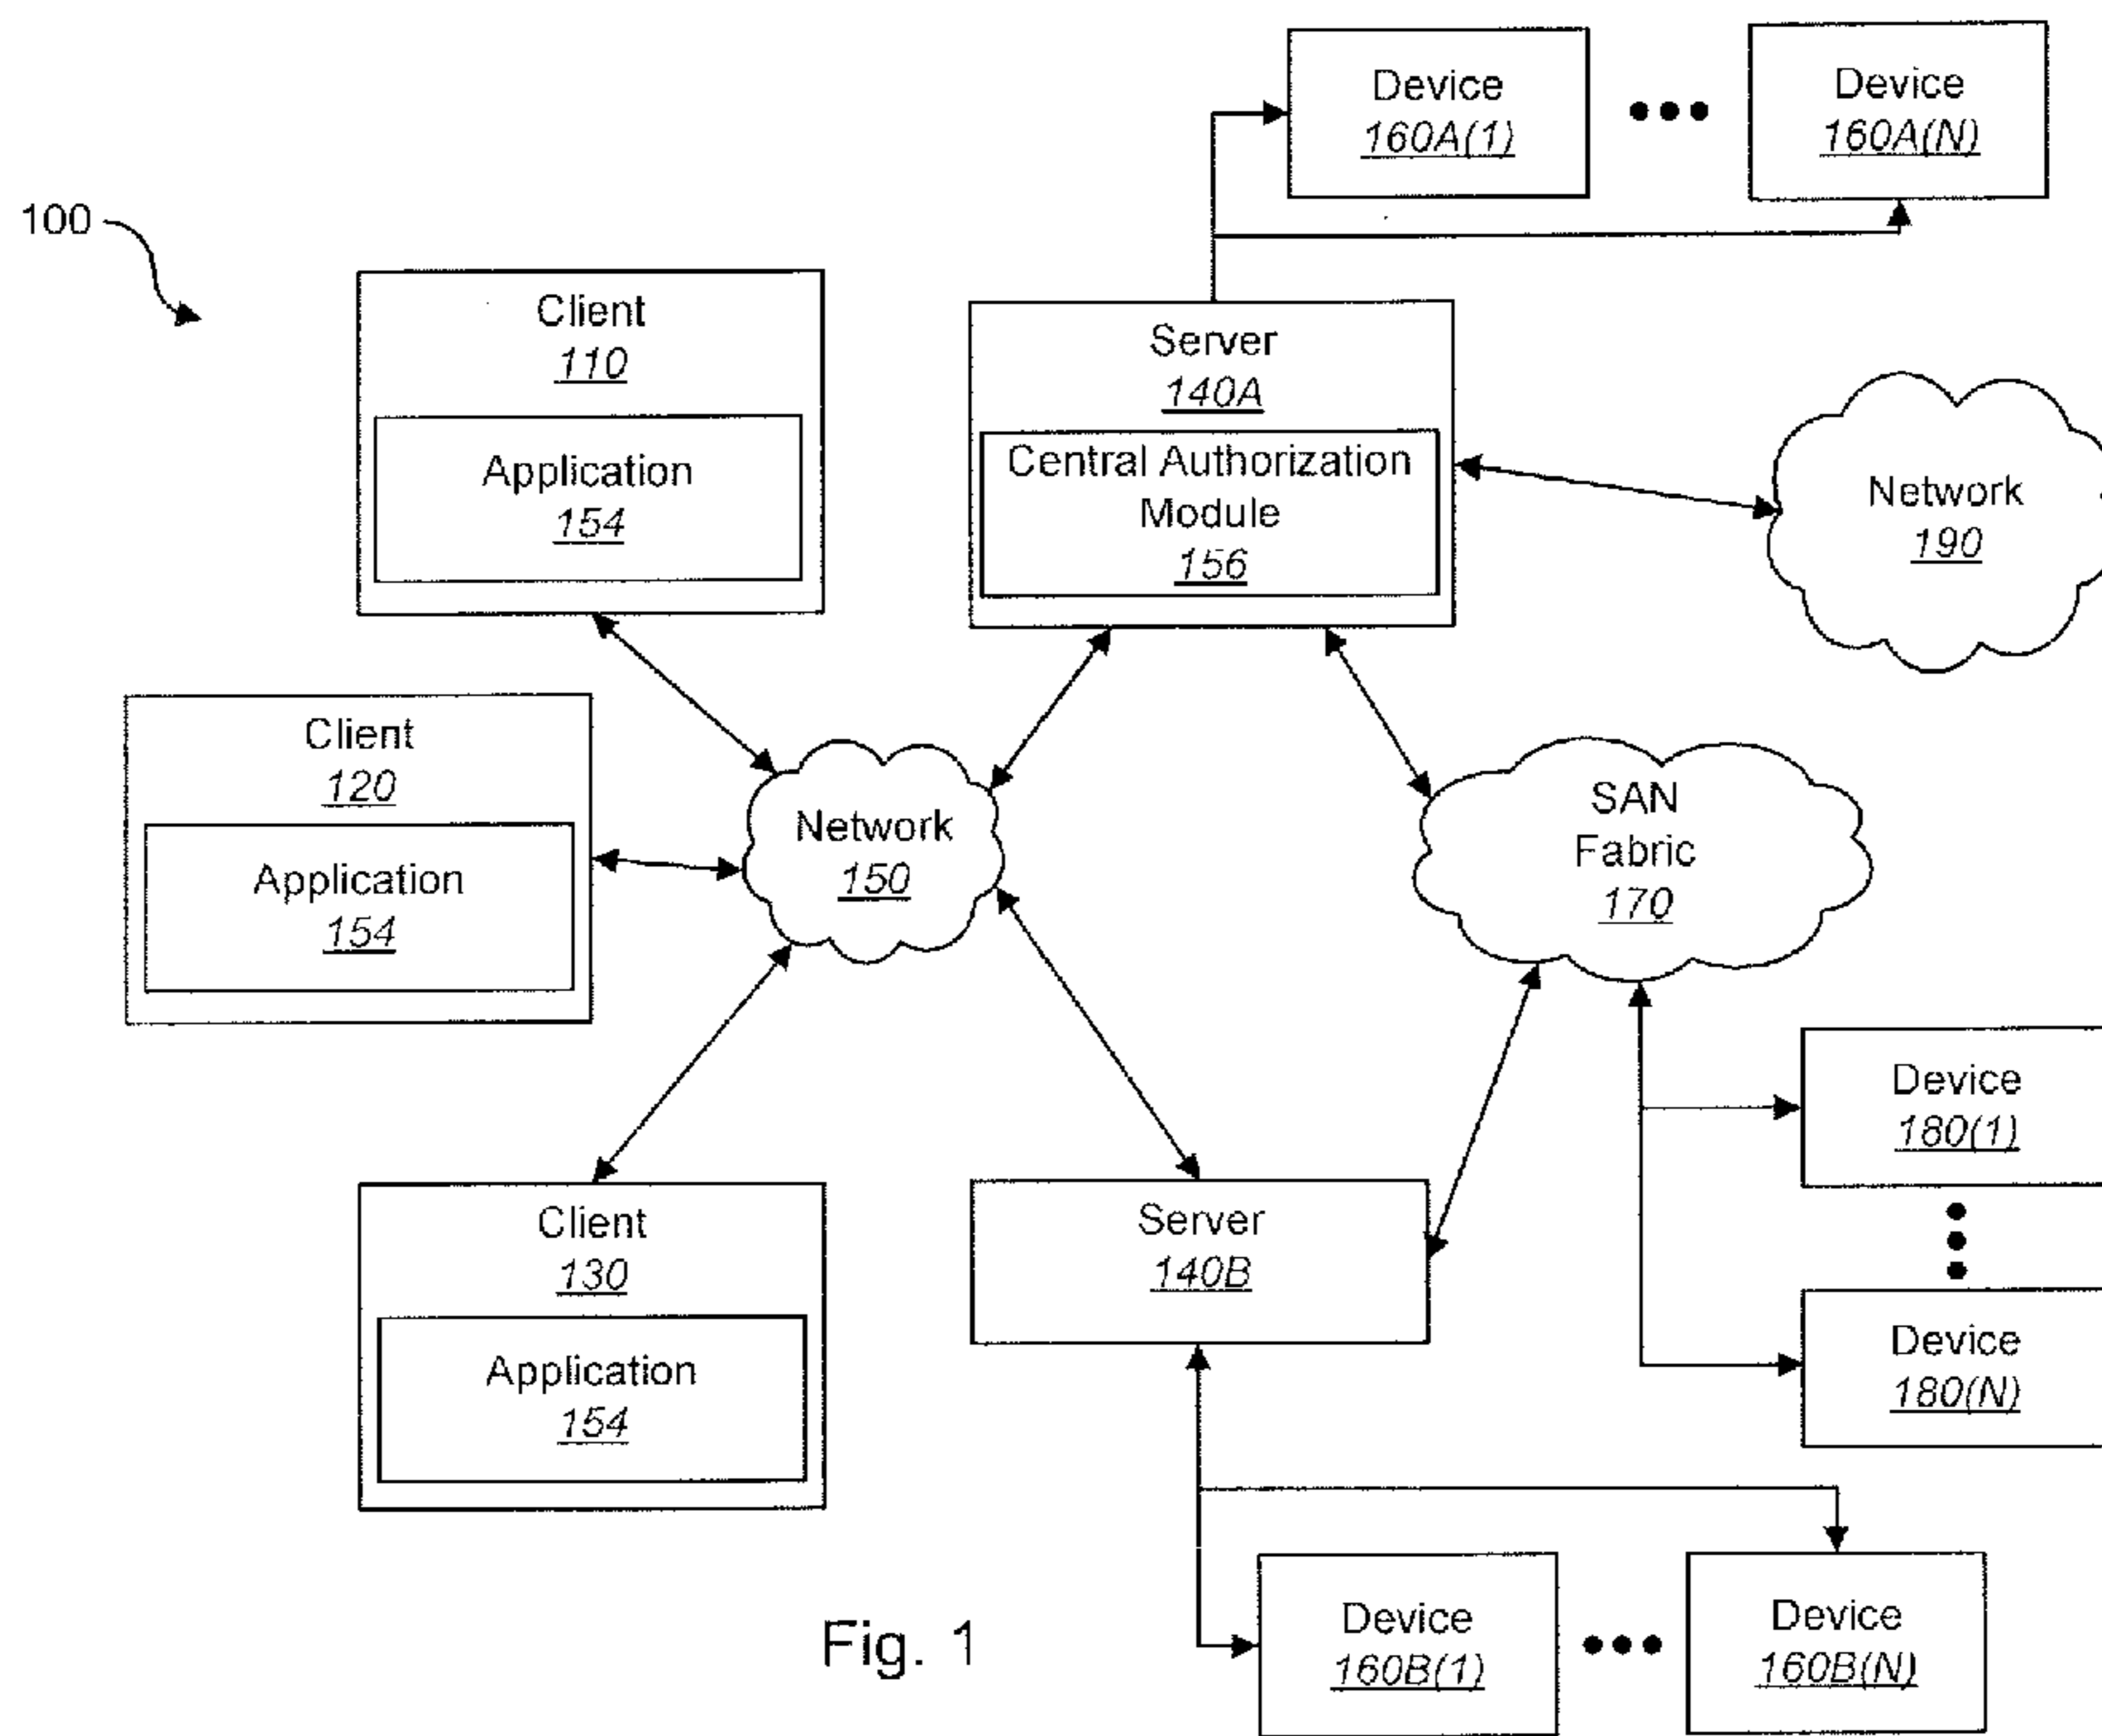 Device
160A(1)
Device
160A(N)
100
Client
110
Application
154
Server
140A
Central Authorization
Module
156
Network
190
Client
120
Application
154
Network
150
SAN
Fabric
170
Device
180(1)
Client
130
Application
154
Server
140B
Device
180(N)
Device
160B(1)
Device
160B(N)
Fig. 1